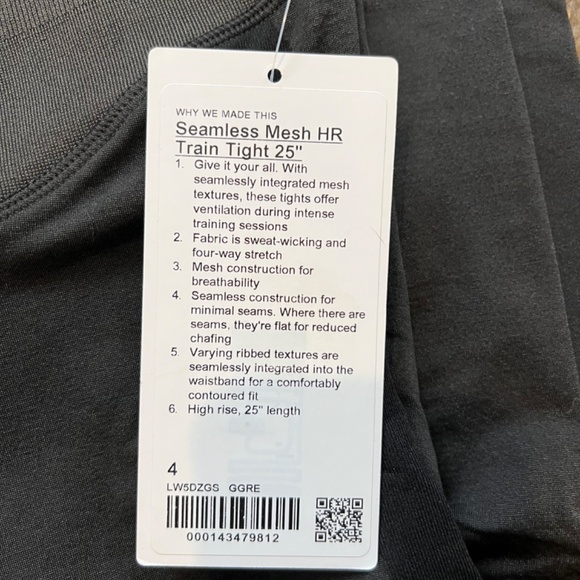 WHY WE MADE THIS
Seamless Mesh HR
Train Tight 25"
1. Give it your all. With
seamlessly integrated mesh
textures, these tights offer
ventilation during intense
training sessions
2. Fabric is sweat-wicking and
four-way stretch
3. Mesh construction for
breathability
4. Seamless construction for
minimal seams. Where there are
seams, they're flat for reduced
chafing
5. Varying ribbed textures are
seamlessly integrated into the
waistband for a comfortably
contoured fit
6. High rise, 25" length
4
LW5DZGS GGRE
000143479812